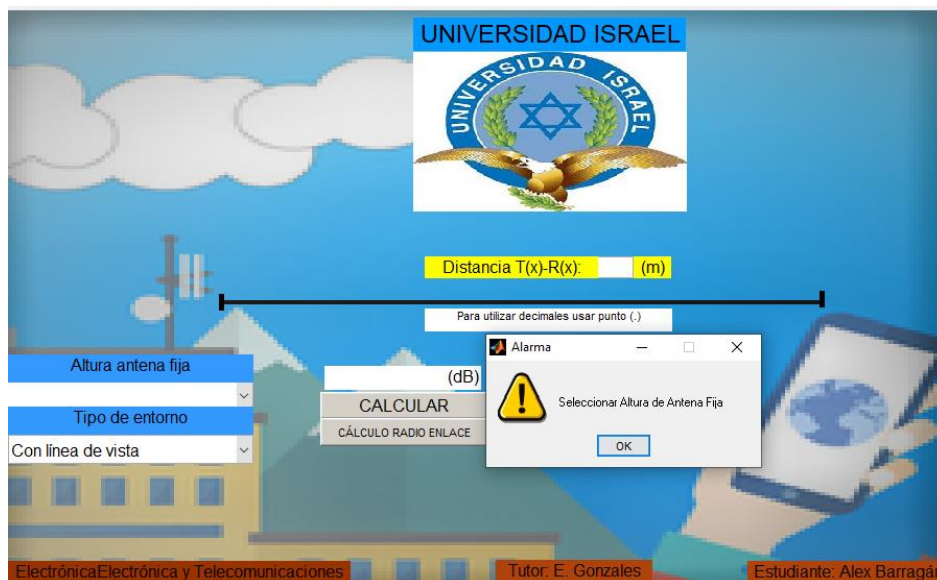 UNIVERSIDAD ISRAEL
UNIVERSIDAD ISRAEL
Distancia T(x)-R(x): (m)
Para utilizar decimales usar punto (.)
Alarma
Seleccionar Altura de Antena Fija
OK
Altura antena fija
Tipo de entorno
Con línea de vista
(dB)
CALCULAR
CÁLCULO RADIO ENLACE
ElectrónicaElectrónica y Telecomunicaciones
Tutor: E. Gonzales
Estudiante: Alex Barragán